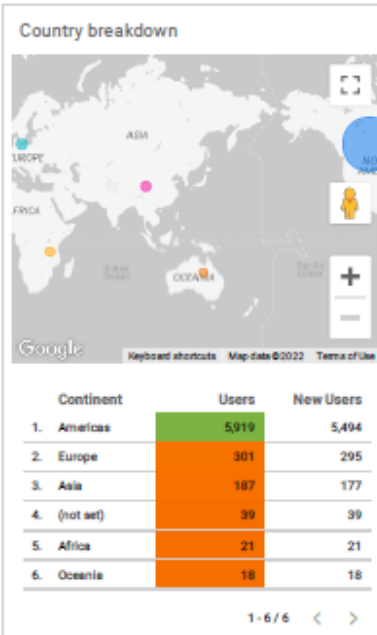 Country breakdown
ASIA
EUROPE
AFRICA
OCEANIA
Google
Keyboard shortcuts Map data ©2022 Terms of Use
Continent Users New Users
1. Americas 5,919 5,494
2. Europe 301 295
3. Asia 187 177
4. (not set) 39 39
5. Africa 21 21
6. Oceania 18 18
1 - 6 / 6 < >